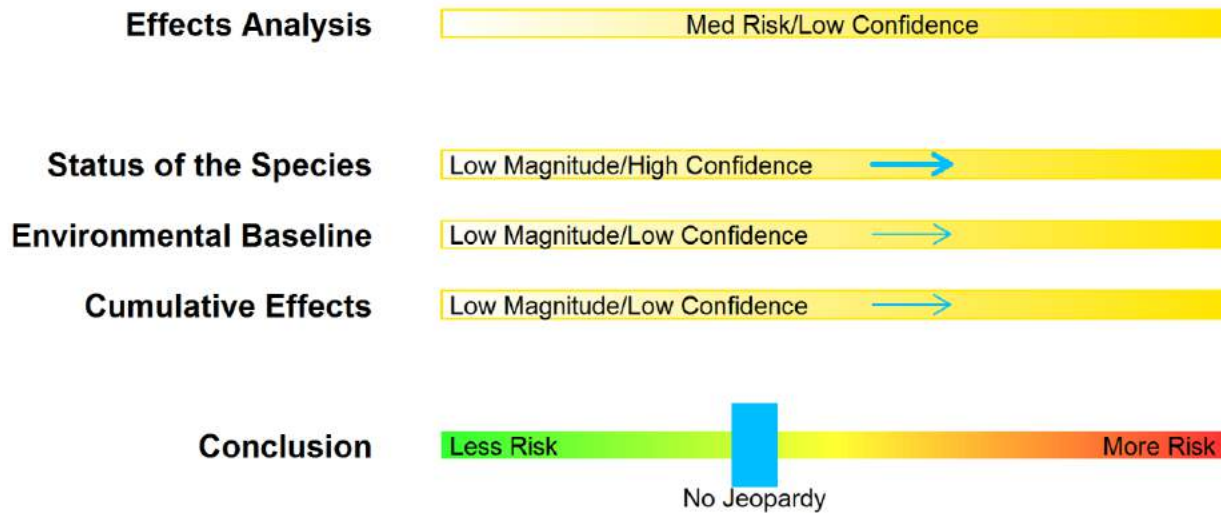 Effects Analysis Med Risk/Low Confidence
Status of the Species Low Magnitude/High Confidence
Environmental Baseline Low Magnitude/Low Confidence
Cumulative Effects Low Magnitude/Low Confidence
Conclusion Less Risk More Risk
No Jeopardy